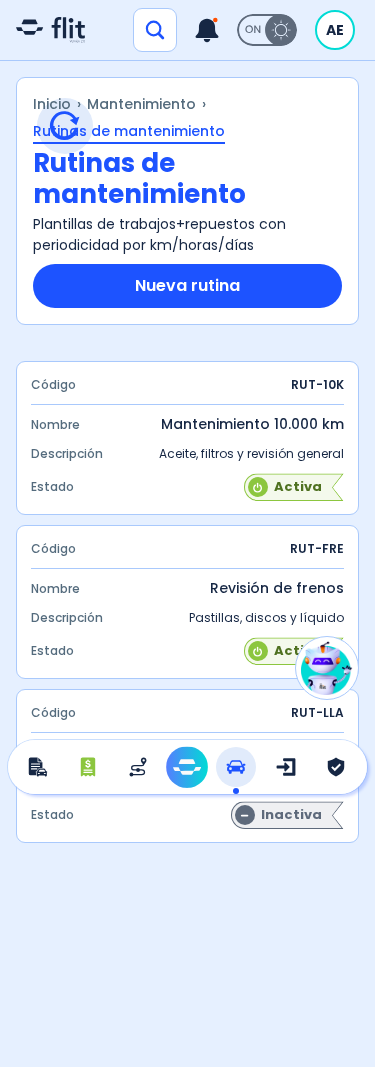 flit
ON
AE
Inicio › Mantenimiento ›
Rutinas de mantenimiento
Rutinas de
mantenimiento
Plantillas de trabajos+repuestos con
periodicidad por km/horas/días
Nueva rutina
Código RUT-10K
Nombre Mantenimiento 10.000 km
Descripción Aceite, filtros y revisión general
Estado Activa
Código RUT-FRE
Nombre Revisión de frenos
Descripción Pastillas, discos y líquido
Estado
Código RUT-LLA
Estado Inactiva